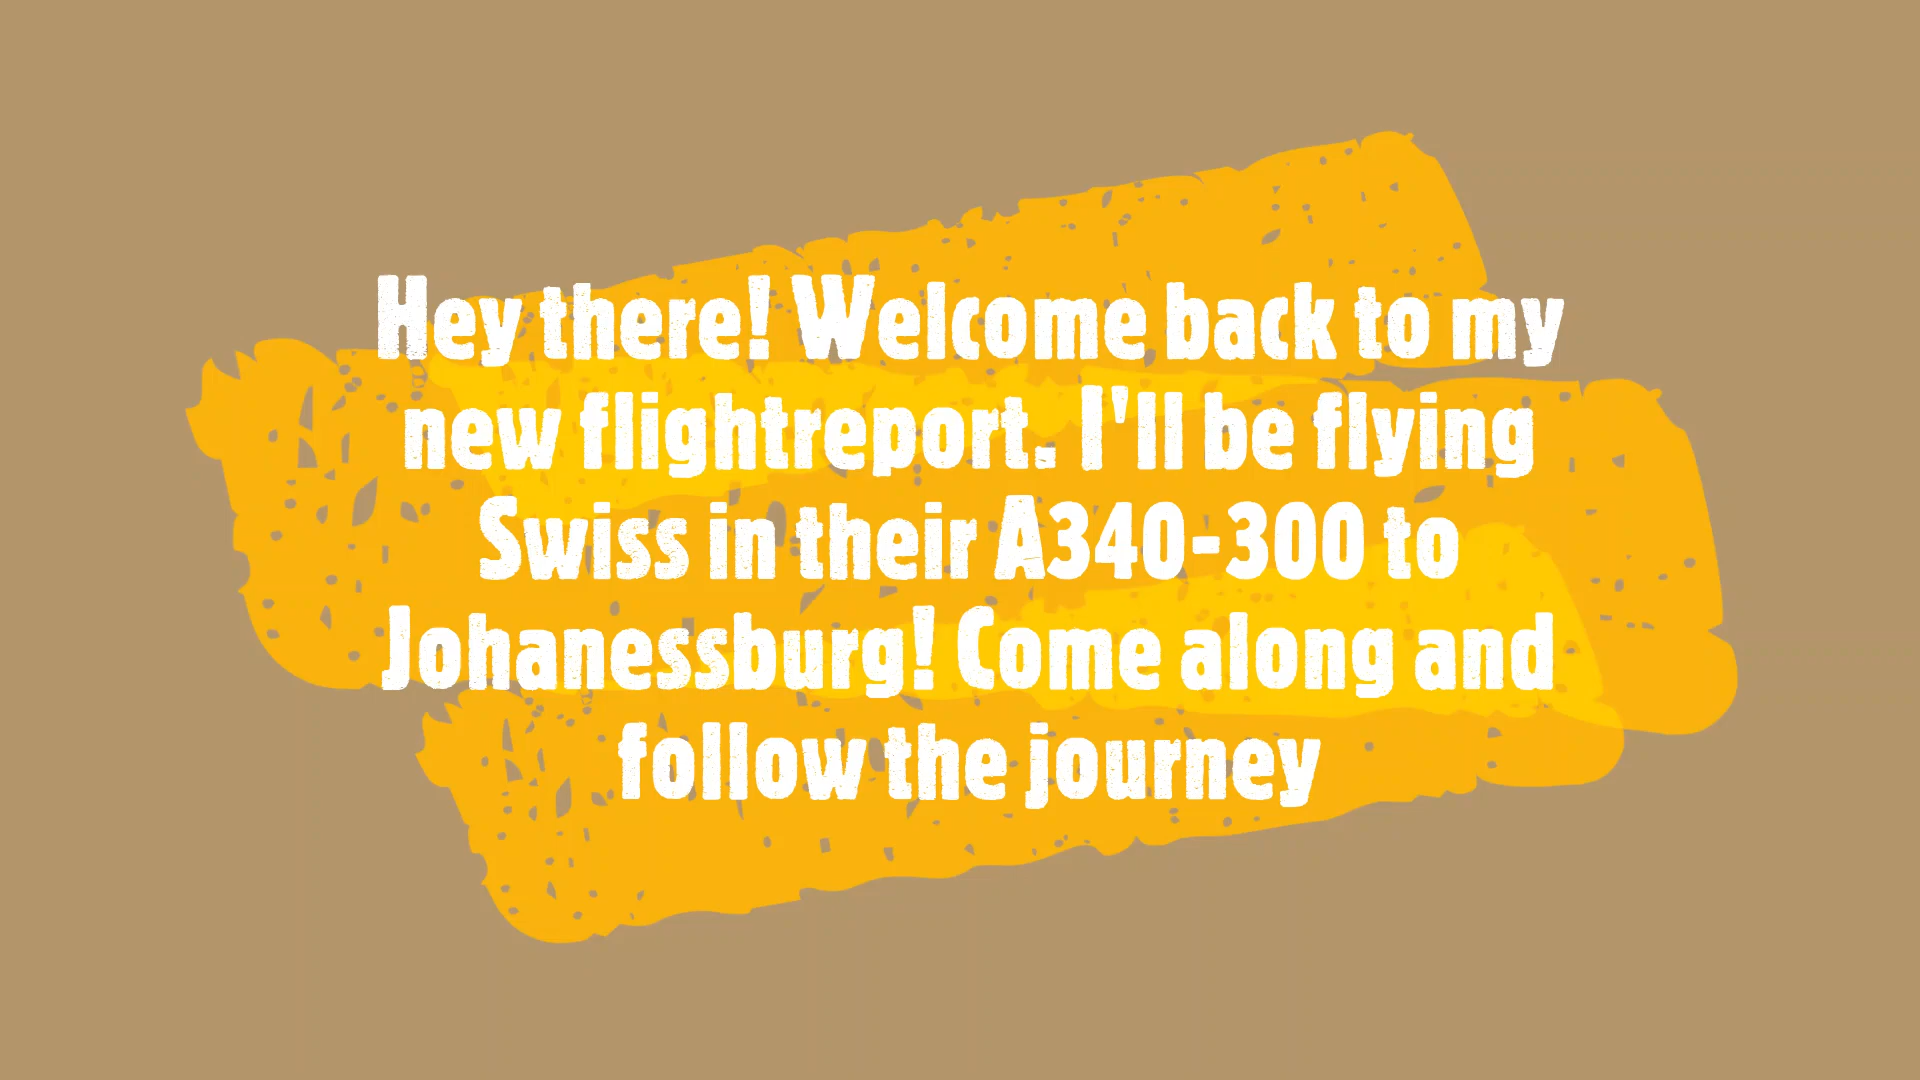 Hey there! Welcome back to my
new flightreport. I'll be flying
Swiss in their A340-300 to
Johanessburg! Come along and
follow the journey